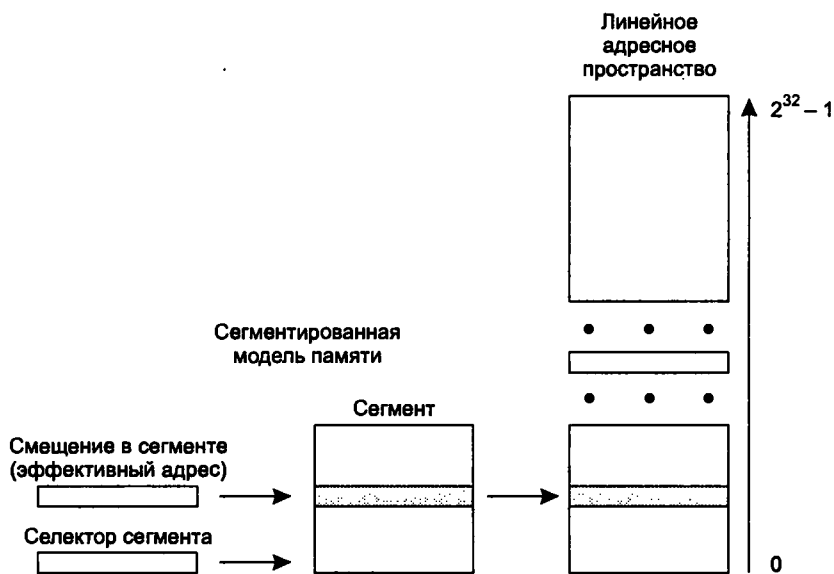 Линейное
адресное
пространство
2^32 – 1
Сегментированная
модель памяти
Сегмент
Смещение в сегменте
(эффективный адрес)
Селектор сегмента
0